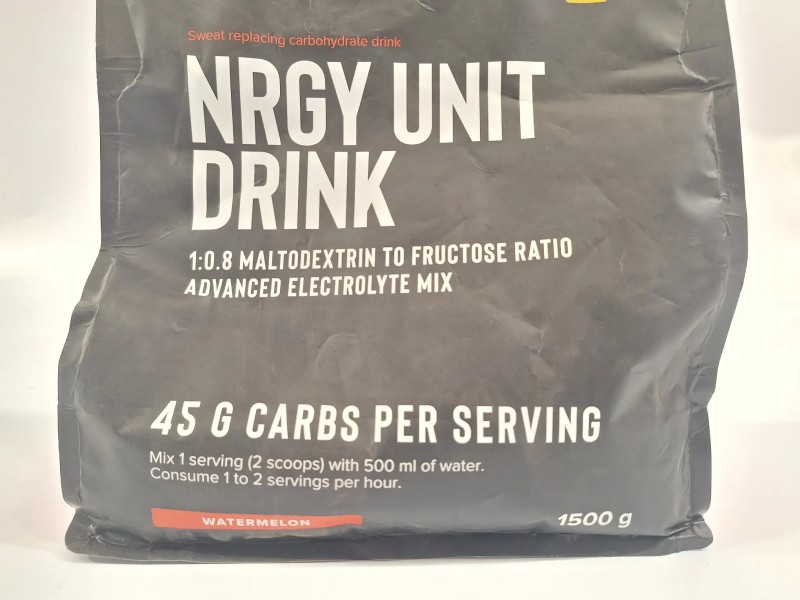 Sweat replacing carbohydrate drink
NRGY UNIT
DRINK
1:0.8 MALTODEXTRIN TO FRUCTOSE RATIO
ADVANCED ELECTROLYTE MIX
45 G CARBS PER SERVING
Mix 1 serving (2 scoops) with 500 ml of water.
Consume 1 to 2 servings per hour.
WATERMELON
1500 g